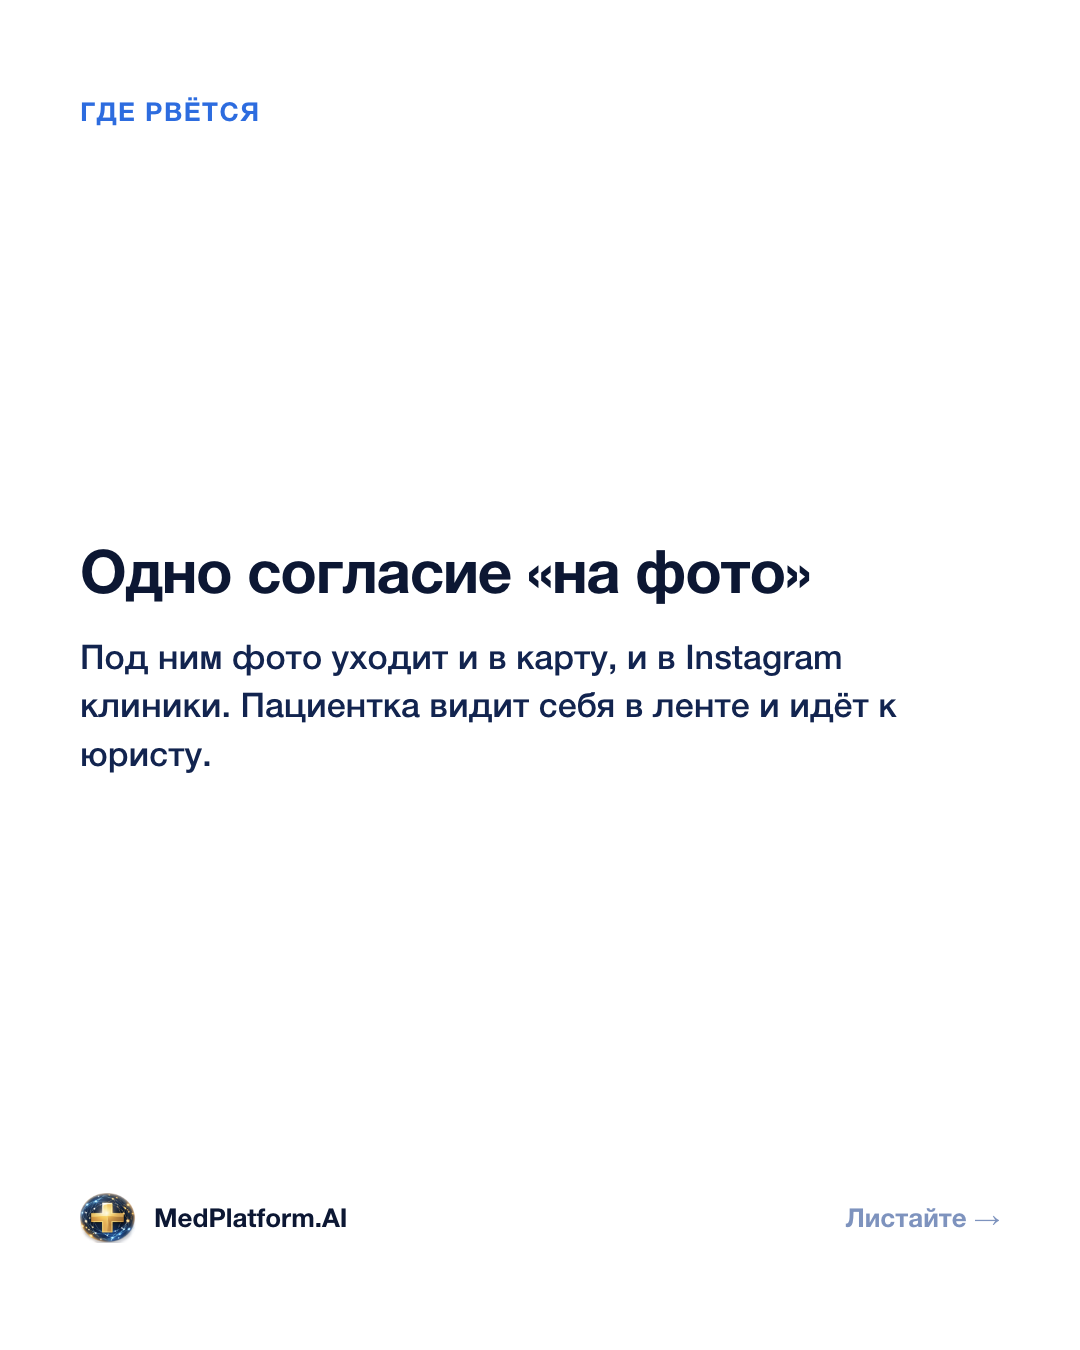 ГДЕ РВЁТСЯ
Одно согласие «на фото»
Под ним фото уходит и в карту, и в Instagram
клиники. Пациентка видит себя в ленте и идёт к
юристу.
MedPlatform.AI
Листайте →